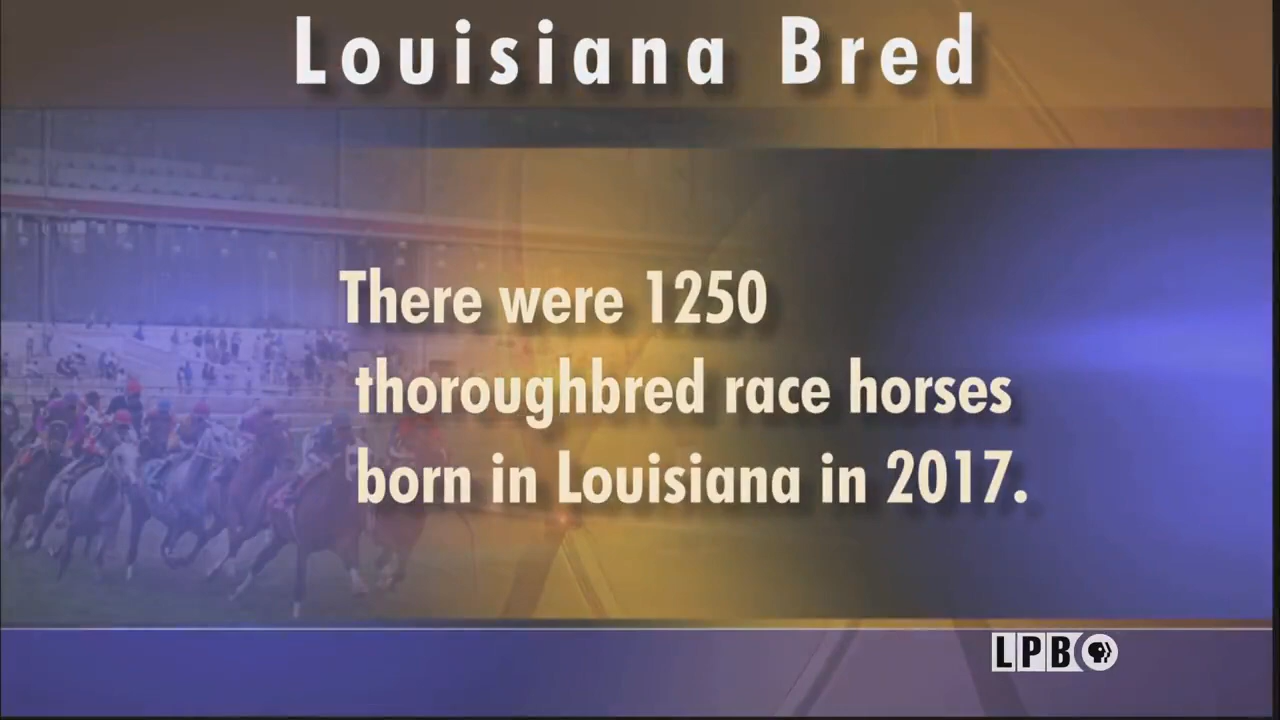 Louisiana Bred
There were 1250
thoroughbred race horses
born in Louisiana in 2017.
LPB